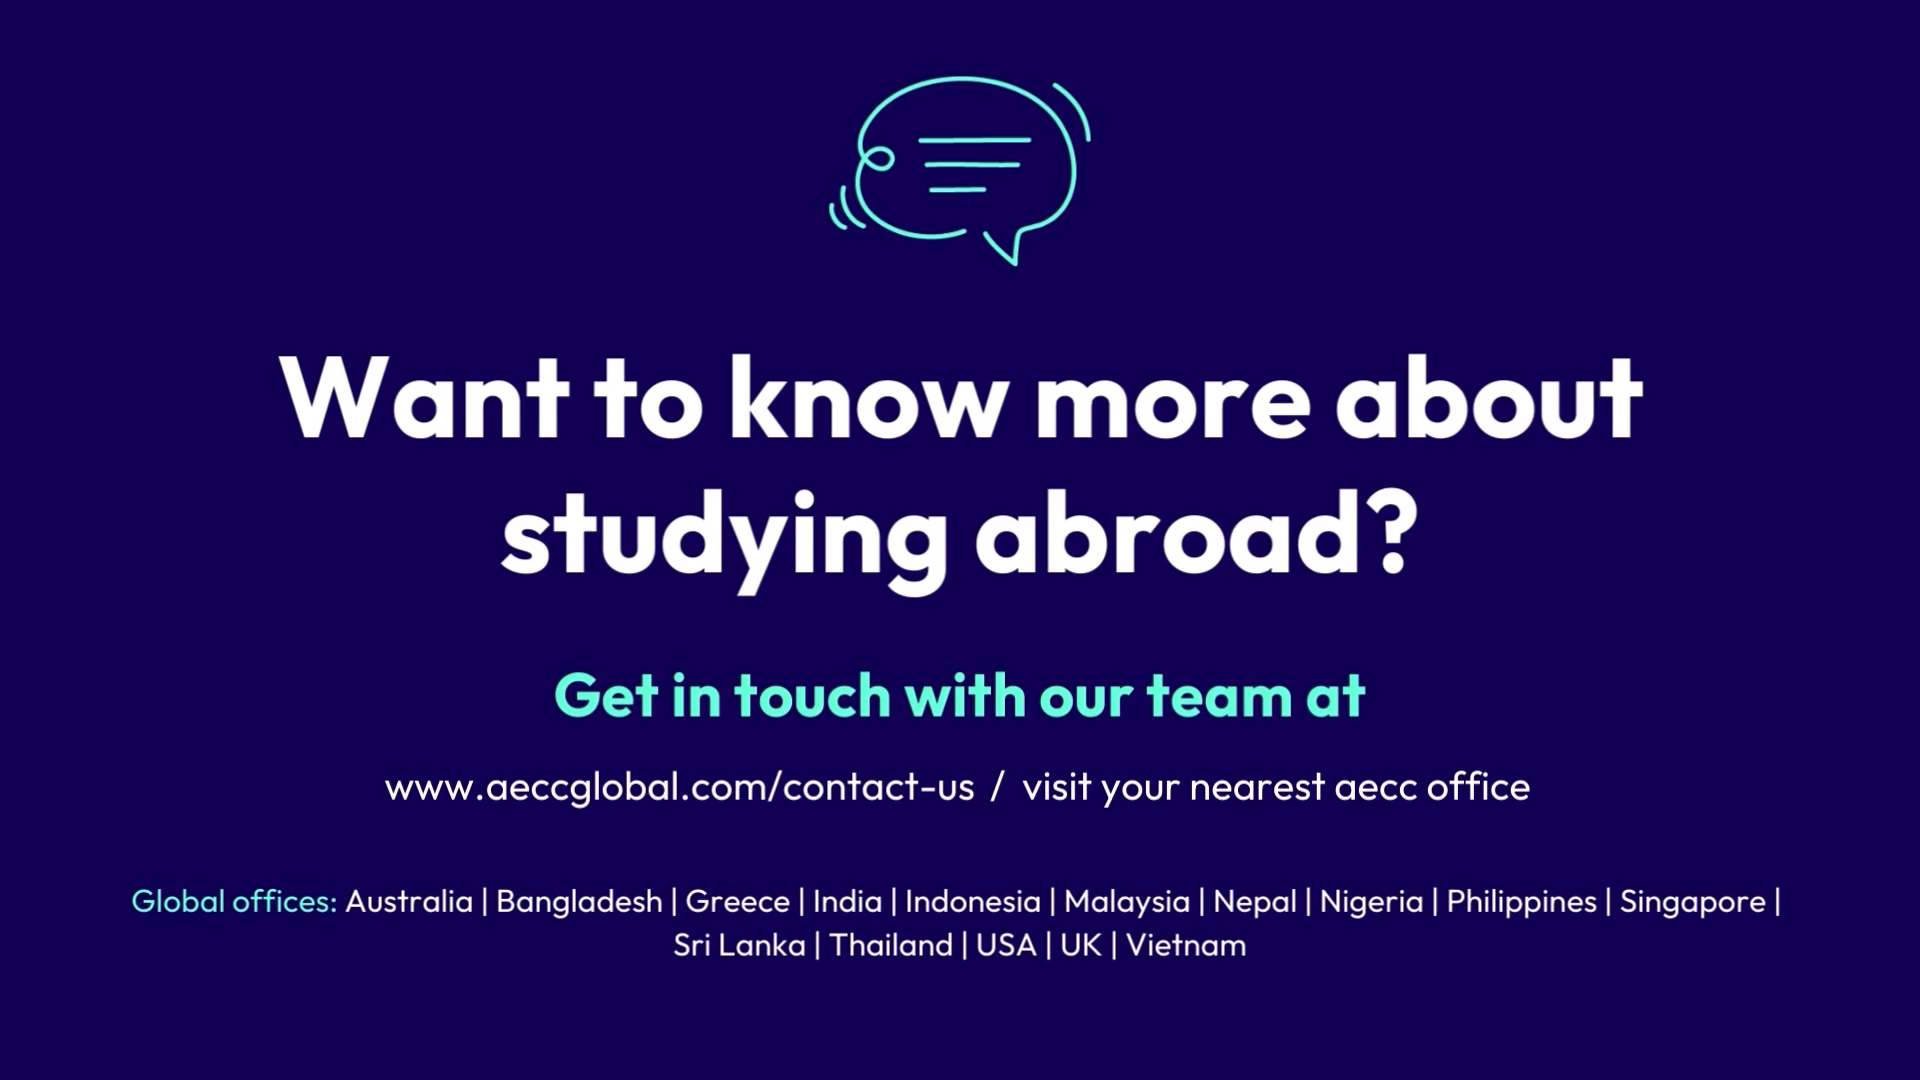 Want to know more about
studying abroad?
Get in touch with our team at
www.aeccglobal.com/contact-us / visit your nearest aecc office
Global offices: Australia | Bangladesh | Greece | India | Indonesia | Malaysia | Nepal | Nigeria | Philippines | Singapore |
Sri Lanka | Thailand | USA | UK | Vietnam